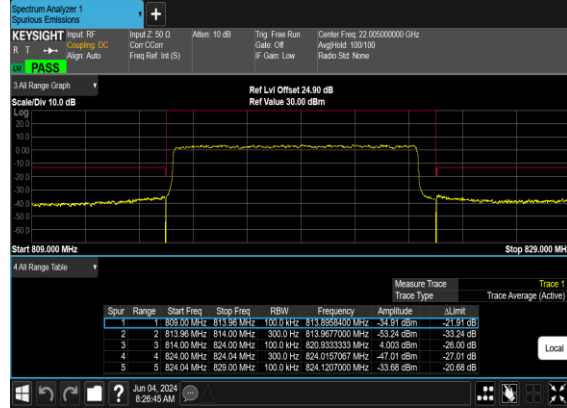 Spectrum Analyzer 1
Spurious Emissions
KEYSIGHT Input: RF Input Z: 50 Ω Atten: 10 dB Trig: Free Run Center Freq: 22.005000000 GHz
R T Coupling: DC Corr CCorr Gate: Off Avg|Hold: 100/100
Align: Auto Freq Ref: Int (S) IF Gain: Low Radio Std: None
LW PASS
3 All Range Graph
Ref Lvl Offset 24.90 dB
Scale/Div 10.0 dB Ref Value 30.00 dBm
Log
20.0
10.0
0.00
-10.0
-20.0
-30.0
-40.0
-50.0
-60.0
Start 809.000 MHz Stop 829.000 MH
4 All Range Table
Measure Trace Trace 1
Trace Type Trace Average (Active)
Spur Range Start Freq Stop Freq RBW Frequency Amplitude ΔLimit
1 1 809.00 MHz 813.96 MHz 100.0 kHz 813.8958400 MHz -34.91 dBm -21.91 dB
2 2 813.96 MHz 814.00 MHz 300.0 Hz 813.9677000 MHz -53.24 dBm -33.24 dB
3 3 814.00 MHz 824.00 MHz 100.0 kHz 820.9333333 MHz 4.003 dBm -26.00 dB
4 4 824.00 MHz 824.04 MHz 300.0 Hz 824.0157067 MHz -47.01 dBm -27.01 dB
5 5 824.04 MHz 829.00 MHz 100.0 kHz 824.1207000 MHz -33.68 dBm -20.68 dB
Local
? Jun 04, 2024
8:26:45 AM